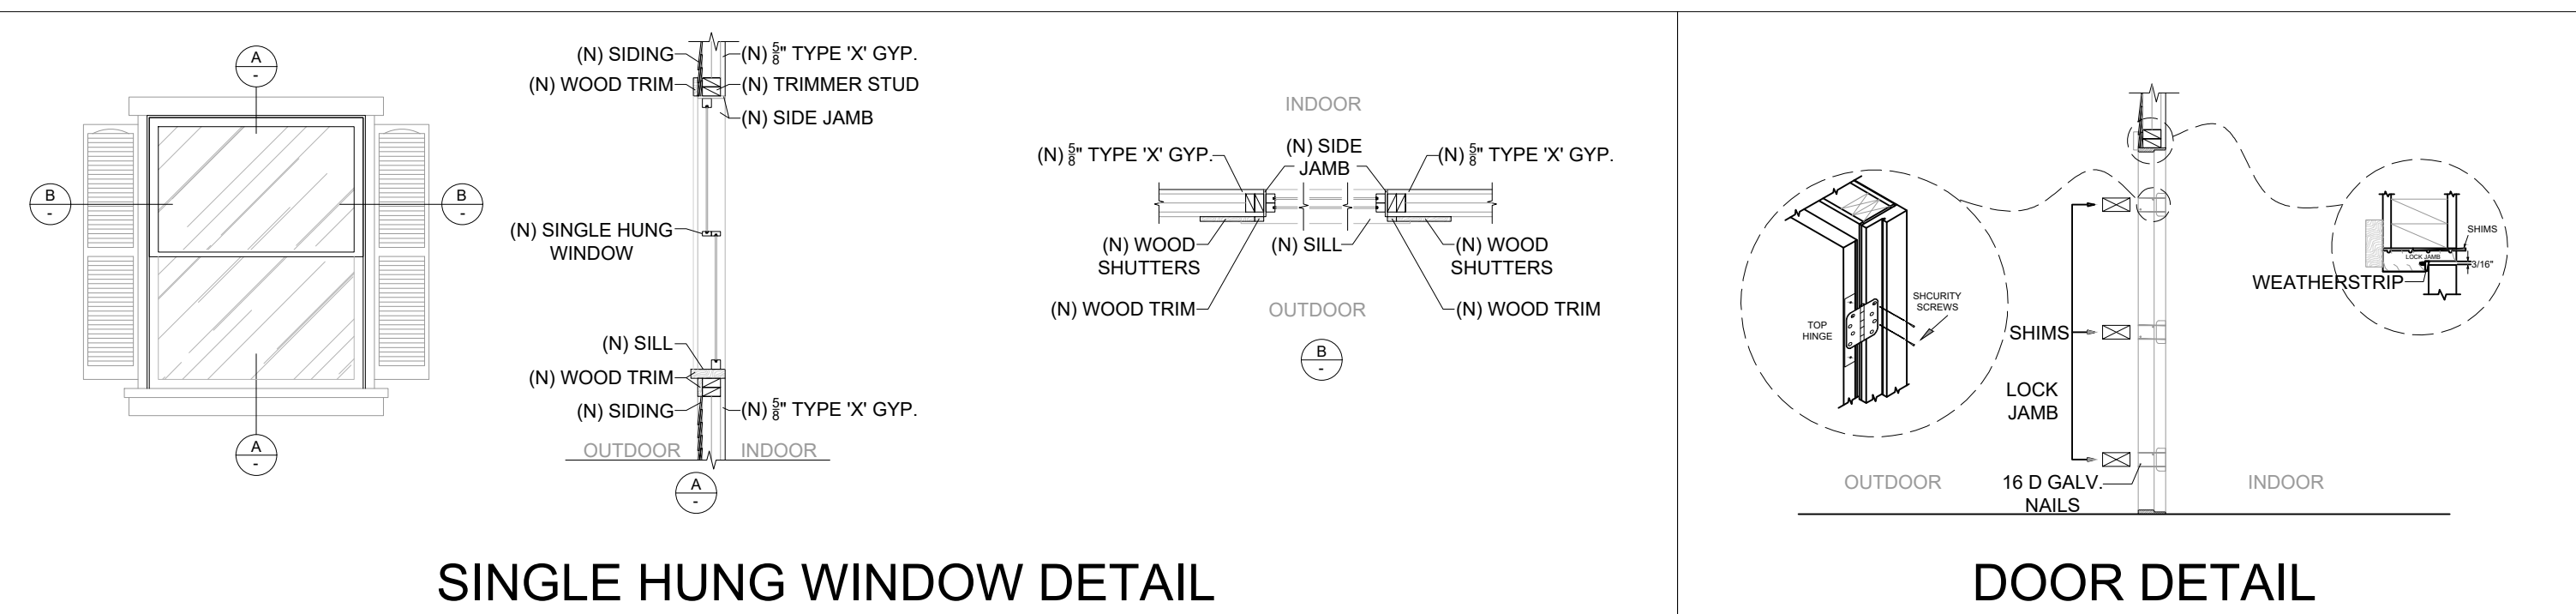 A
-
B
-
B
-
A
-
(N) SIDING
(N) 5/8" TYPE 'X' GYP.
(N) WOOD TRIM
(N) TRIMMER STUD
(N) SIDE JAMB
(N) SINGLE HUNG
WINDOW
(N) SILL
(N) WOOD TRIM
(N) SIDING
(N) 5/8" TYPE 'X' GYP.
OUTDOOR
INDOOR
A
-
INDOOR
(N) 5/8" TYPE 'X' GYP.
(N) SIDE
JAMB
(N) 5/8" TYPE 'X' GYP.
(N) WOOD
SHUTTERS
(N) SILL
(N) WOOD
SHUTTERS
(N) WOOD TRIM
OUTDOOR
(N) WOOD TRIM
B
-
SINGLE HUNG WINDOW DETAIL
TOP
HINGE
SHCURITY
SCREWS
SHIMS
LOCK
JAMB
16 D GALV.
NAILS
OUTDOOR
INDOOR
SHIMS
LOCK JAMB
3/16"
WEATHERSTRIP
DOOR DETAIL